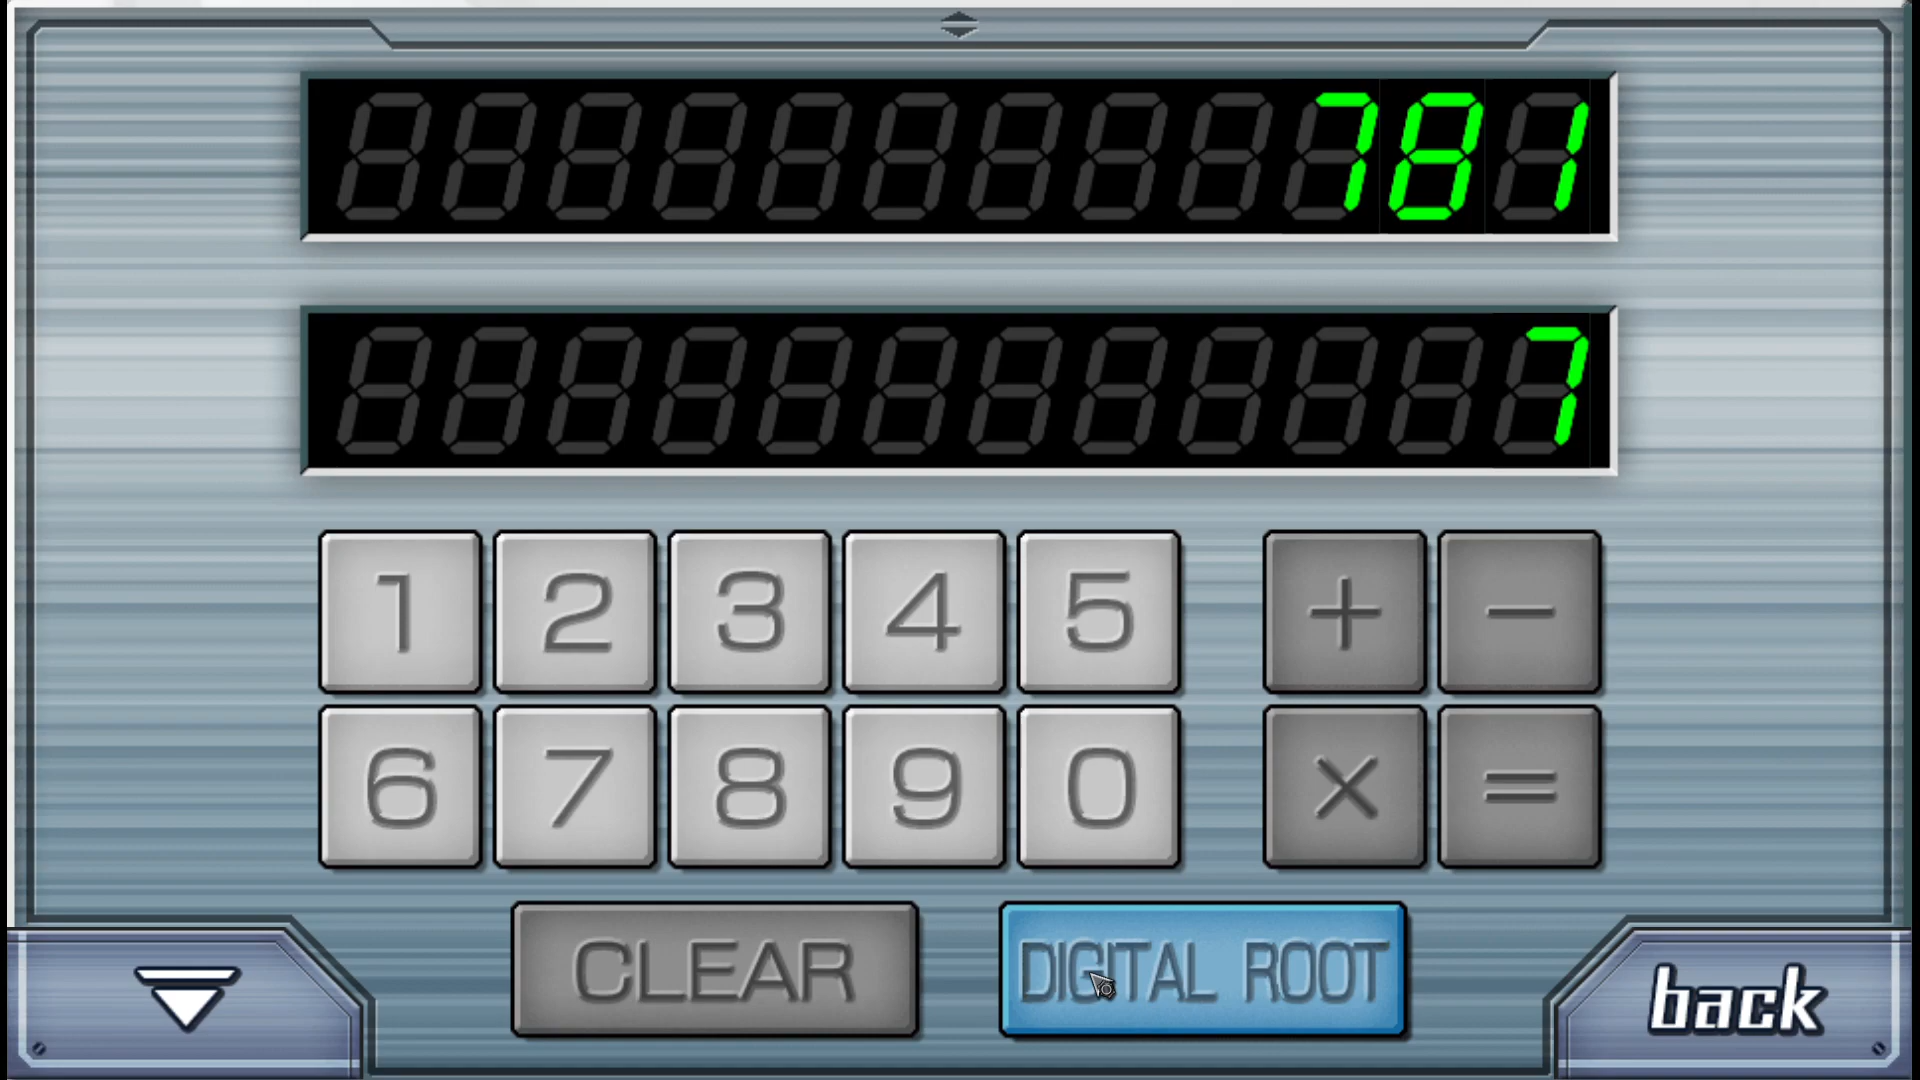 781
7
1 2 3 4 5 + −
6 7 8 9 0 × =
CLEAR DIGITAL ROOT
back